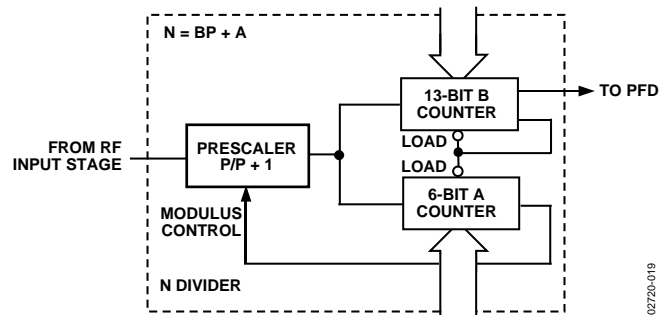 N = BP + A
13-BIT B
COUNTER
TO PFD
LOAD
LOAD
FROM RF
INPUT STAGE
PRESCALER
P/P + 1
6-BIT A
COUNTER
MODULUS
CONTROL
N DIVIDER
02720-019